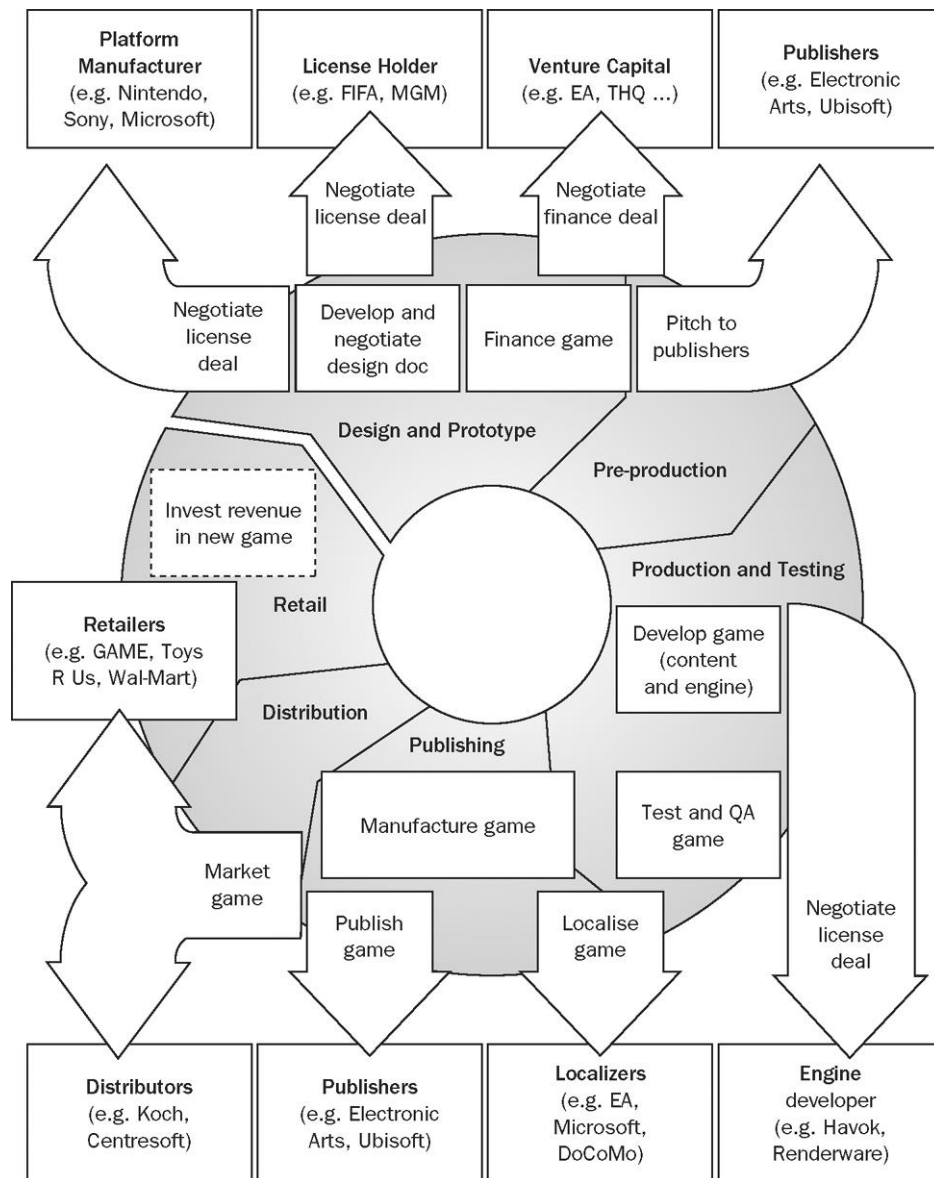 Platform
Manufacturer
(e.g. Nintendo,
Sony, Microsoft)
License Holder
(e.g. FIFA, MGM)
Venture Capital
(e.g. EA, THQ ...)
Publishers
(e.g. Electronic
Arts, Ubisoft)
Negotiate
license deal
Negotiate
finance deal
Negotiate
license
deal
Develop and
negotiate
design doc
Finance game
Pitch to
publishers
Design and Prototype
Pre-production
Invest revenue
in new game
Production and Testing
Retail
Retailers
(e.g. GAME, Toys
R Us, Wal-Mart)
Develop game
(content
and engine)
Distribution
Publishing
Manufacture game
Test and QA
game
Market
game
Publish
game
Localise
game
Negotiate
license
deal
Distributors
(e.g. Koch,
Centresoft)
Publishers
(e.g. Electronic
Arts, Ubisoft)
Localizers
(e.g. EA,
Microsoft,
DoCoMo)
Engine
developer
(e.g. Havok,
Renderware)